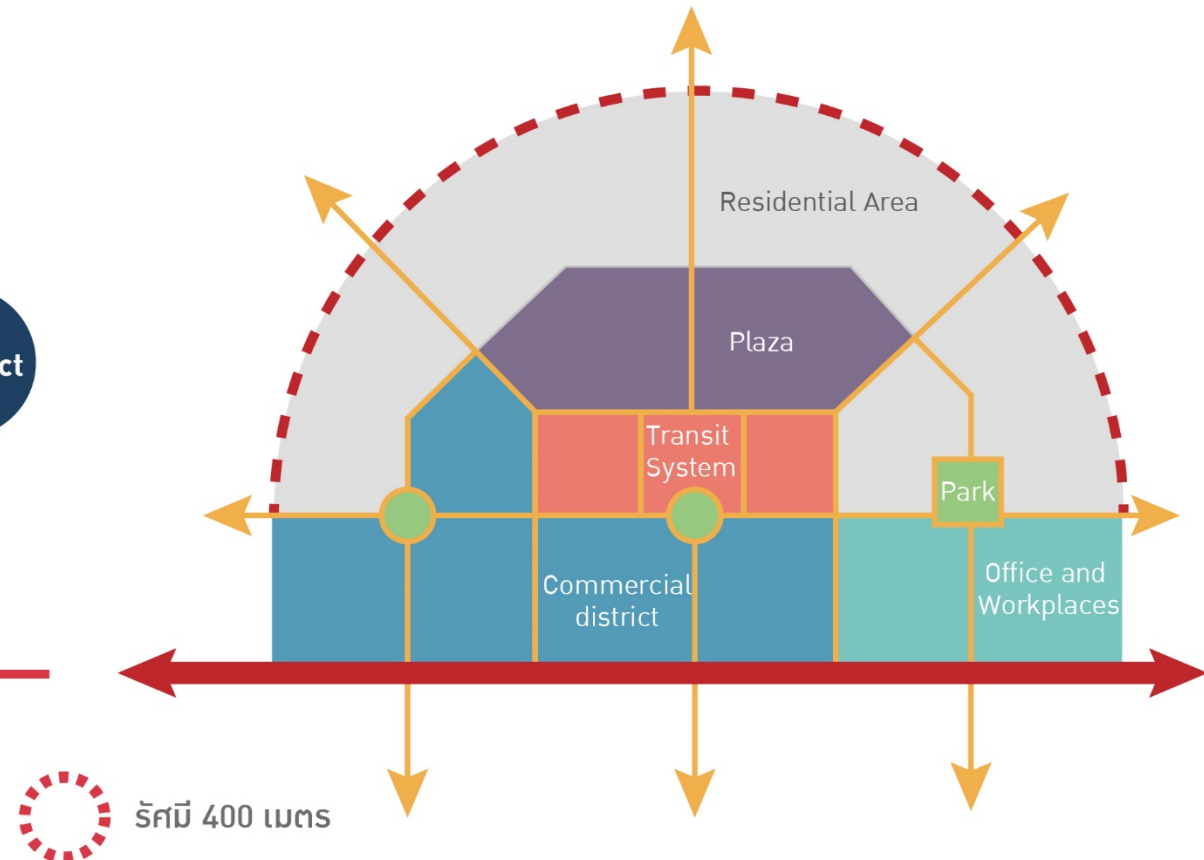 Residential Area
ct
Plaza
Transit
System
Park
Commercial
district
Office and
Workplaces
รัศมี 400 เมตร